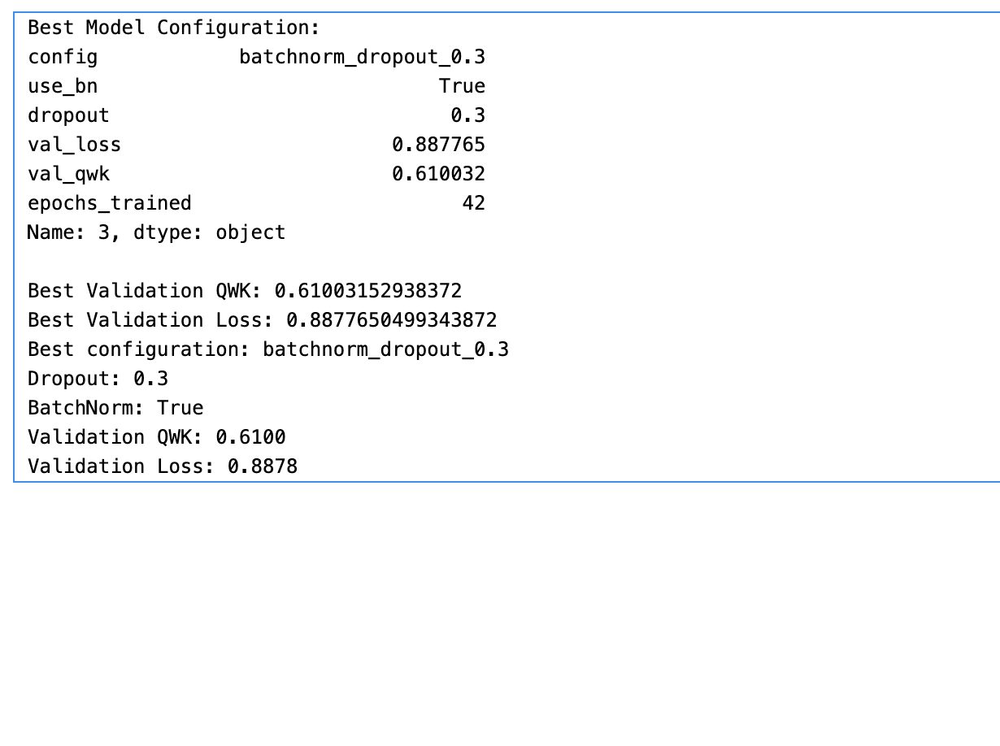 Best Model Configuration:
config            batchnorm_dropout_0.3
use_bn                             True
dropout                             0.3
val_loss                       0.887765
val_qwk                        0.610032
epochs_trained                       42
Name: 3, dtype: object

Best Validation QWK: 0.61003152938372
Best Validation Loss: 0.8877650499343872
Best configuration: batchnorm_dropout_0.3
Dropout: 0.3
BatchNorm: True
Validation QWK: 0.6100
Validation Loss: 0.8878